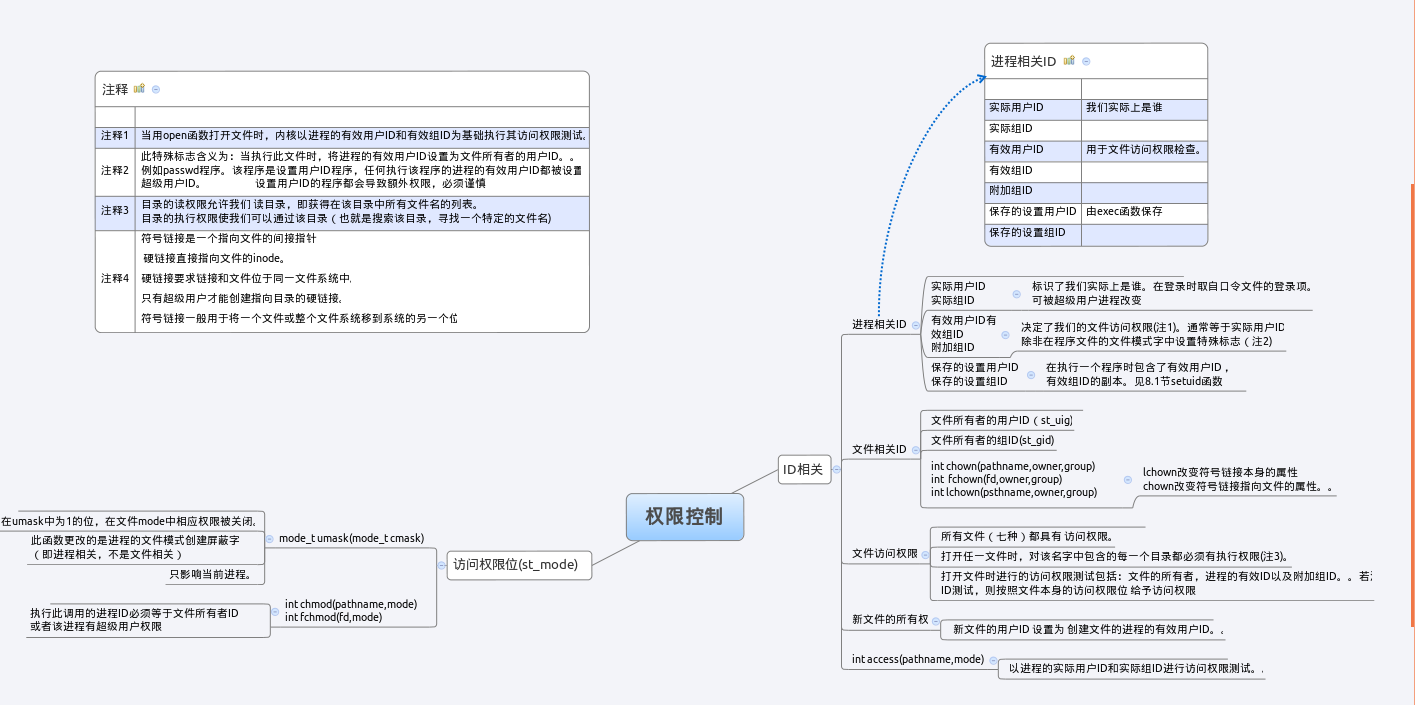 注释
注释1 当用open函数打开文件时，内核以进程的有效用户ID和有效组ID为基础执行其访问权限测试。
注释2 此特殊标志含义为：当执行此文件时，将进程的有效用户ID设置为文件所有者的用户ID。。
例如passwd程序。该程序是设置用户ID程序，任何执行该程序的进程的有效用户ID都被设置
超级用户ID。 设置用户ID的程序都会导致额外权限，必须谨慎
注释3 目录的读权限允许我们 读目录，即获得在该目录中所有文件名的列表。
目录的执行权限使我们可以通过该目录（也就是搜索该目录，寻找一个特定的文件名)
注释4 符号链接是一个指向文件的间接指针
硬链接直接指向文件的inode。
硬链接要求链接和文件位于同一文件系统中.
只有超级用户才能创建指向目录的硬链接。
符号链接一般用于将一个文件或整个文件系统移到系统的另一个位
进程相关ID
实际用户ID 我们实际上是谁
实际组ID
有效用户ID 用于文件访问权限检查。
有效组ID
附加组ID
保存的设置用户ID 由exec函数保存
保存的设置组ID
权限控制
ID相关
进程相关ID
实际用户ID
实际组ID
标识了我们实际上是谁。在登录时取自口令文件的登录项。
可被超级用户进程改变
有效用户ID有
效组ID
附加组ID
决定了我们的文件访问权限(注1)。通常等于实际用户ID
除非在程序文件的文件模式字中设置特殊标志（注2)
保存的设置用户ID
保存的设置组ID
在执行一个程序时包含了有效用户ID，
有效组ID的副本。见8.1节setuid函数
文件相关ID
文件所有者的用户ID（st_uig)
文件所有者的组ID(st_gid)
int chown(pathname,owner,group)
int fchown(fd,owner,group)
int lchown(psthname,owner,group)
lchown改变符号链接本身的属性
chown改变符号链接指向文件的属性。。
文件访问权限
所有文件（七种）都具有 访问权限。
打开任一文件时，对该名字中包含的每一个目录都必须有执行权限(注3)。
打开文件时进行的访问权限测试包括：文件的所有者，进程的有效ID以及附加组ID。。若
ID测试，则按照文件本身的访问权限位 给予访问权限
新文件的所有权
新文件的用户ID 设置为 创建文件的进程的有效用户ID。。
int access(pathname,mode)
以进程的实际用户ID和实际组ID进行访问权限测试。.
访问权限位(st_mode)
mode_t umask(mode_t cmask)
在umask中为1的位，在文件mode中相应权限被关闭。
此函数更改的是进程的文件模式创建屏蔽字
（即进程相关，不是文件相关）
只影响当前进程。
int chmod(pathname,mode)
int fchmod(fd,mode)
执行此调用的进程ID必须等于文件所有者ID
或者该进程有超级用户权限